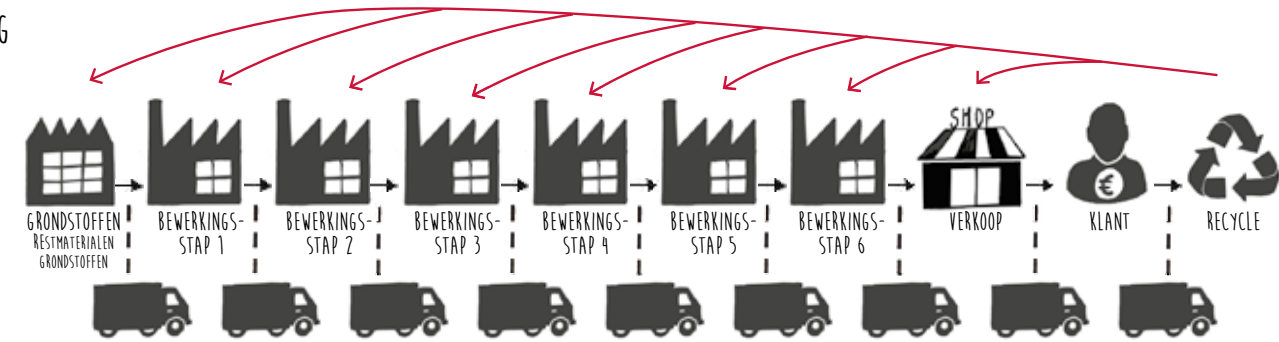 G
SHOP
€
GRONDSTOFFEN
RESTMATERIALEN
GRONDSTOFFEN
BEWERKINGS-
STAP 1
BEWERKINGS-
STAP 2
BEWERKINGS-
STAP 3
BEWERKINGS-
STAP 4
BEWERKINGS-
STAP 5
BEWERKINGS-
STAP 6
VERKOOP
KLANT
RECYCLE